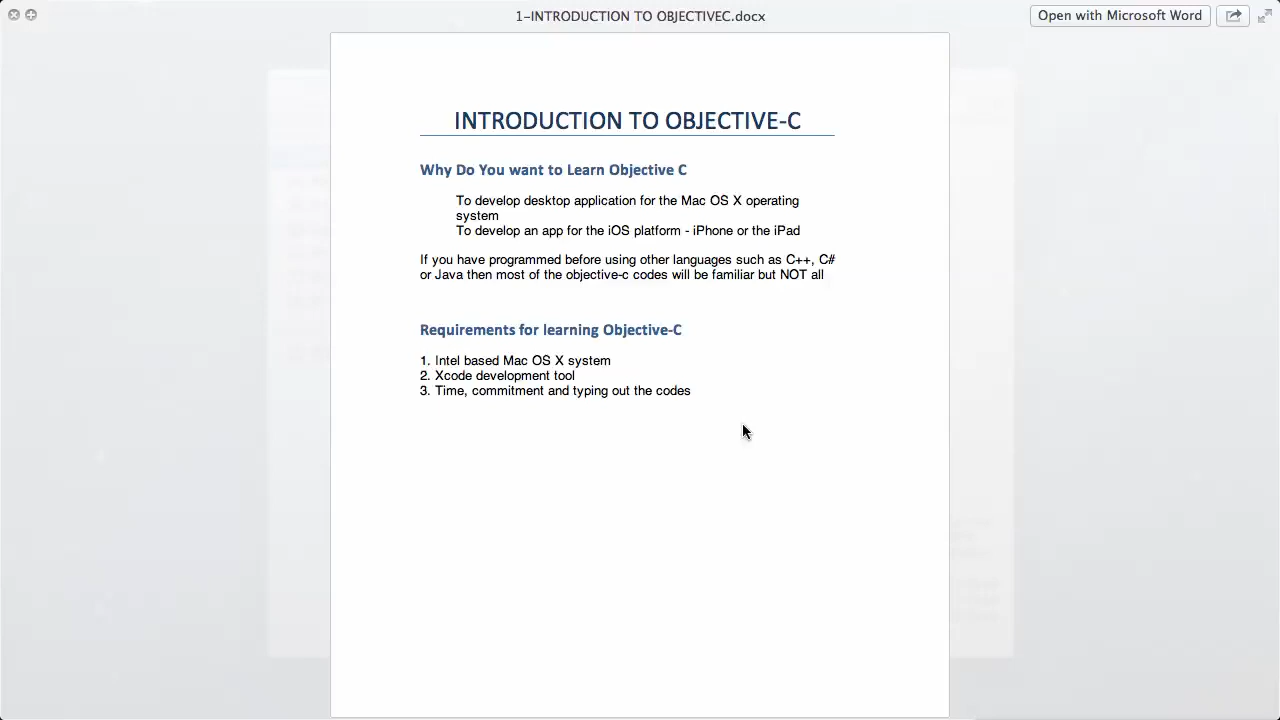 1-INTRODUCTION TO OBJECTIVEC.docx
Open with Microsoft Word
INTRODUCTION TO OBJECTIVE-C
Why Do You want to Learn Objective C
To develop desktop application for the Mac OS X operating
system
To develop an app for the iOS platform - iPhone or the iPad
If you have programmed before using other languages such as C++, C#
or Java then most of the objective-c codes will be familiar but NOT all
Requirements for learning Objective-C
1. Intel based Mac OS X system
2. Xcode development tool
3. Time, commitment and typing out the codes